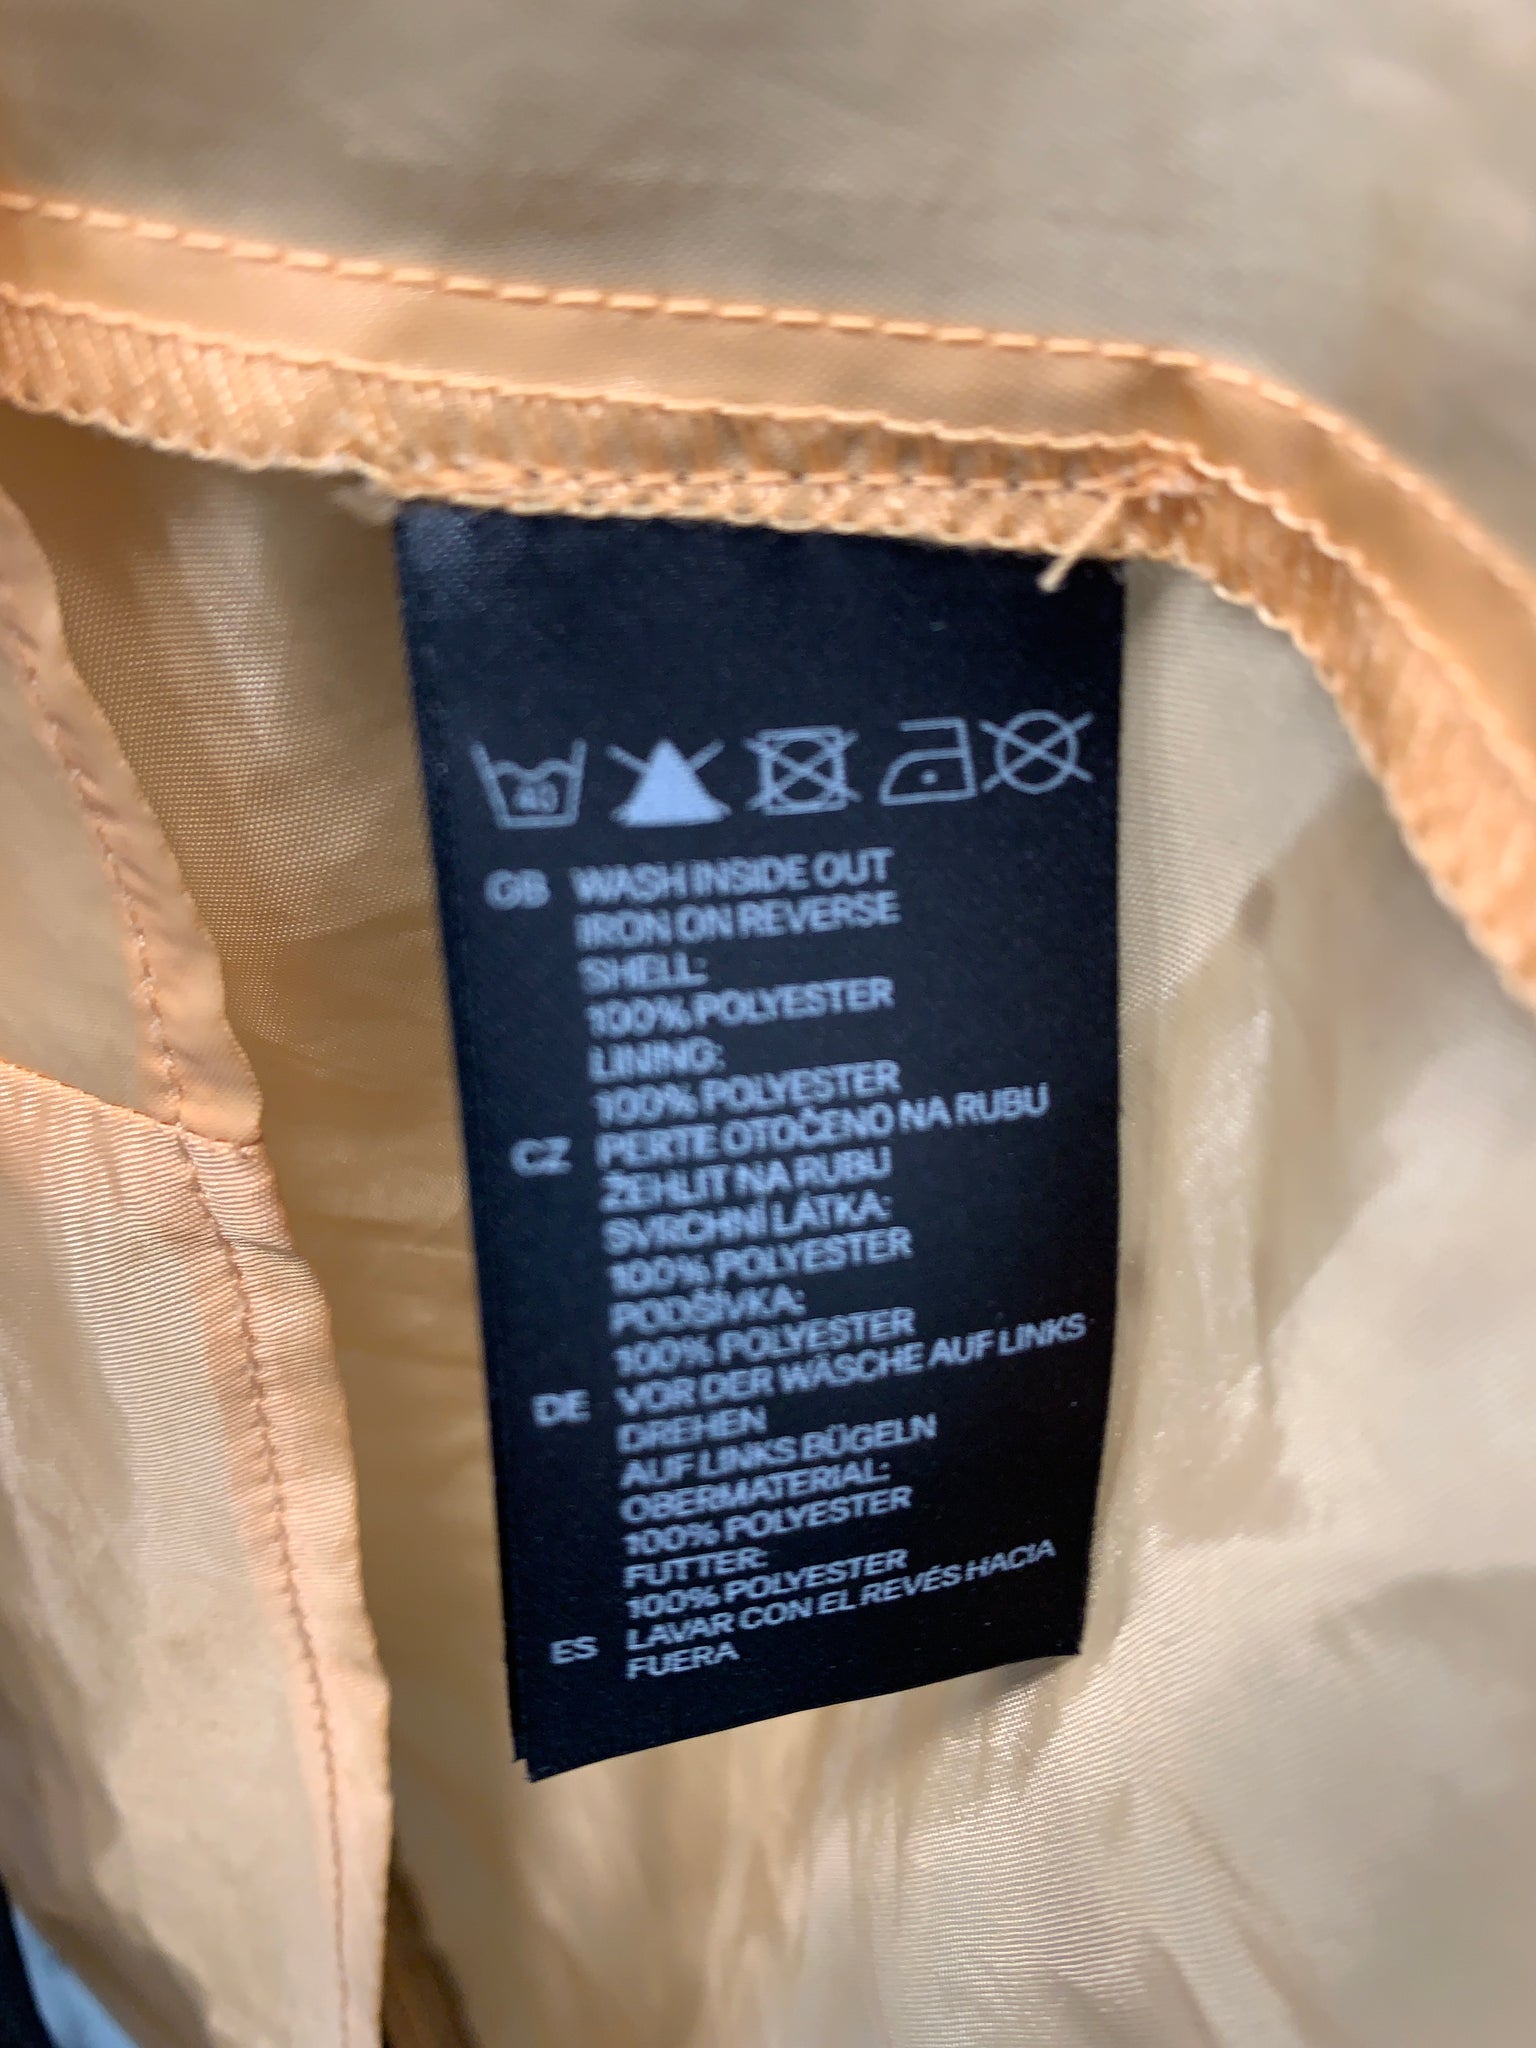 40
GB WASH INSIDE OUT
IRON ON REVERSE
SHELL:
100% POLYESTER
LINING:
100% POLYESTER
CZ PERTE OTOČENO NA RUBU
ŽEHLIT NA RUBU
SVRCHNÍ LÁTKA:
100% POLYESTER
PODŠÍVKA:
100% POLYESTER
DE VOR DER WÄSCHE AUF LINKS
DREHEN
AUF LINKS BÜGELN
OBERMATERIAL:
100% POLYESTER
FUTTER:
100% POLYESTER
ES LAVAR CON EL REVÉS HACIA
FUERA